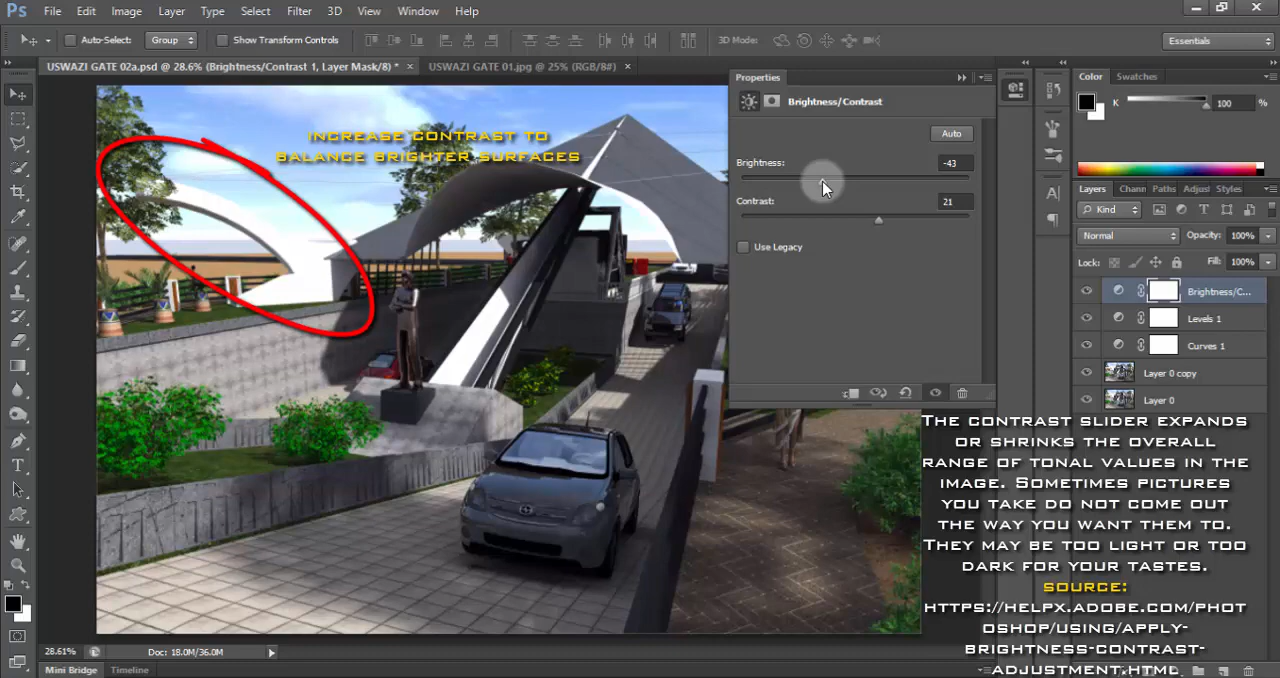 Ps File Edit Image Layer Type Select Filter 3D View Window Help
Auto-Select: Group Show Transform Controls 3D Mode: Essentials
USWAZI GATE 02a.psd @ 28.6% (Brightness/Contrast 1, Layer Mask/8) * × USWAZI GATE 01.jpg @ 25% (RGB/8#) ×
Properties
Brightness/Contrast
Auto
Brightness: -43
Contrast: 21
Use Legacy
Color Swatches
K 100 %
Layers Chann Paths Adjust Styles
Kind
Normal Opacity: 100%
Lock: Fill: 100%
Brightness/C...
Levels 1
Curves 1
Layer 0 copy
Layer 0
INCREASE CONTRAST TO
BALANCE BRIGHTER SURFACES
The contrast slider expands
or shrinks the overall
range of tonal values in the
image. Sometimes pictures
you take do not come out
the way you want them to.
They may be too light or too
dark for your tastes.
source:
https://helpx.adobe.com/phot
oshop/using/apply-
brightness-contrast-
adjustment.html
28.61% Doc: 18.0M/36.0M
Mini Bridge Timeline